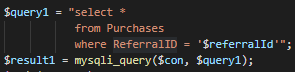 $query1 = "select *
from Purchases
where ReferralID = '$referralId'";
$result1 = mysqli_query($con, $query1);